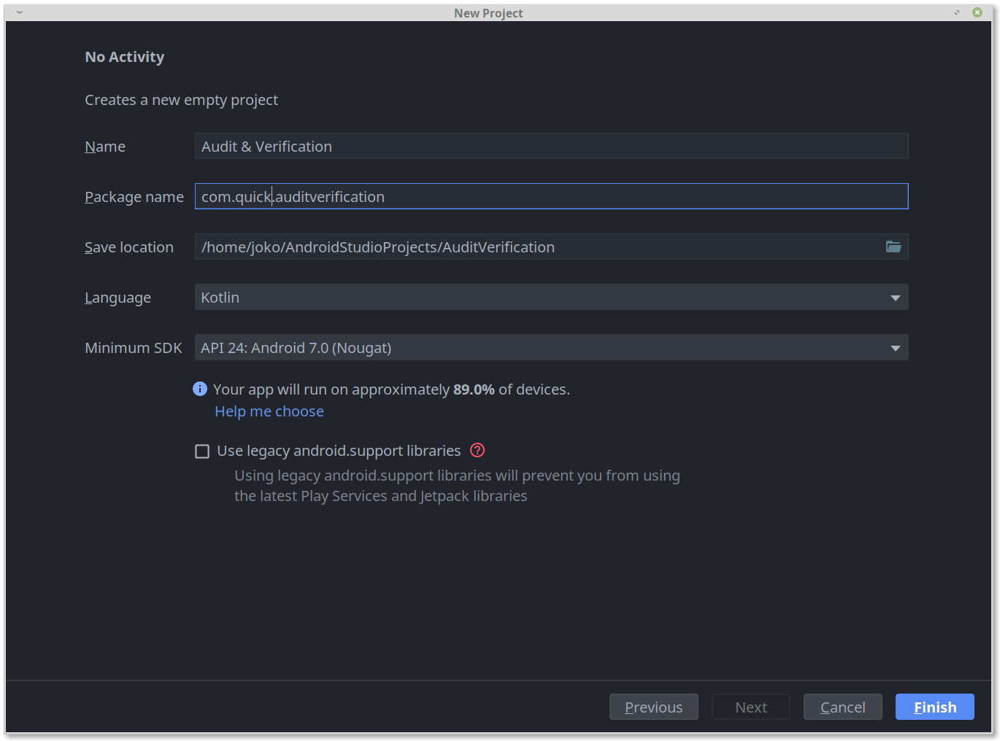 New Project
No Activity
Creates a new empty project
Name Audit & Verification
Package name com.quick.auditverification
Save location /home/joko/AndroidStudioProjects/AuditVerification
Language Kotlin
Minimum SDK API 24: Android 7.0 (Nougat)
i Your app will run on approximately 89.0% of devices.
Help me choose
Use legacy android.support libraries ?
Using legacy android.support libraries will prevent you from using
the latest Play Services and Jetpack libraries
Previous Next Cancel Finish